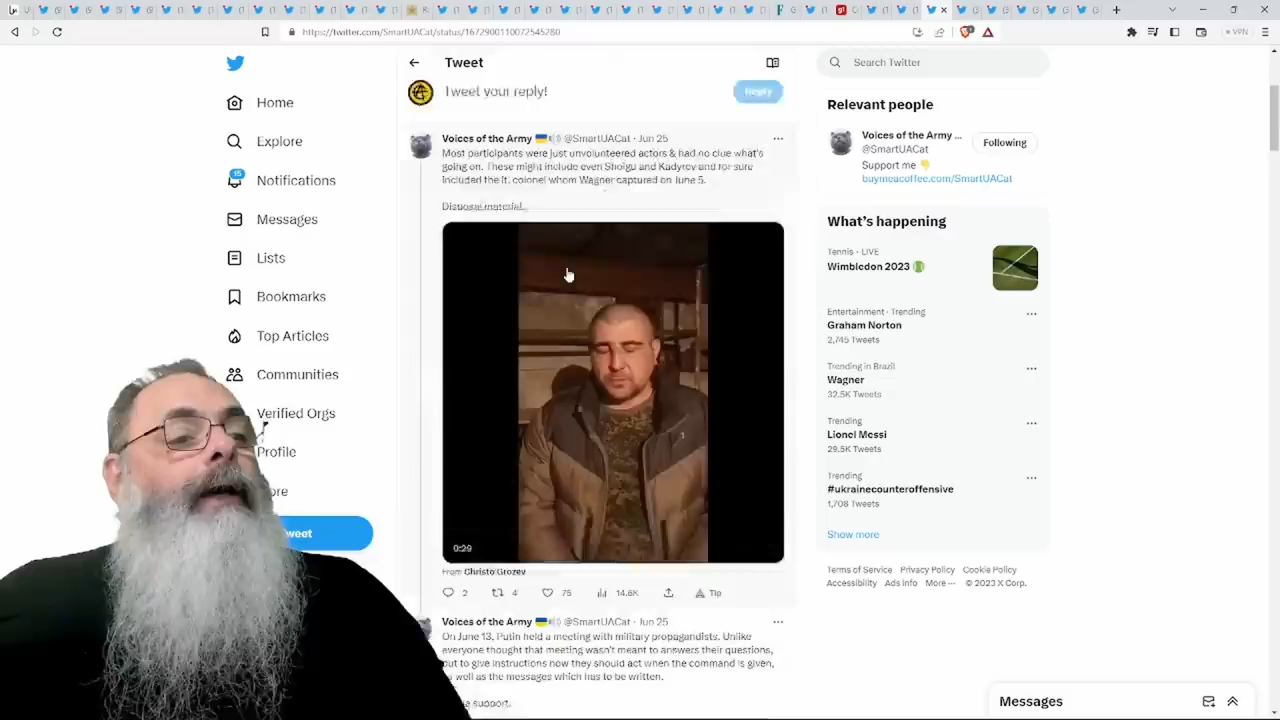 https://twitter.com/SmartUACat/status/1672900110072545280
VPN
Home
Explore
15
Notifications
Messages
Lists
Bookmarks
Top Articles
Communities
Verified Orgs
Profile
Tweet
Tweet your reply!
Reply
Voices of the Army @SmartUACat · Jun 25
Most participants were just unvolunteered actors & had no clue what's
going on. These might include even Shoigu and Kadyrov and for sure
included the lt. colonel whom Wagner captured on June 5.
Disposal material.
0:29
From Christo Grozev
2
4
75
14.6K
Tip
Voices of the Army @SmartUACat · Jun 25
On June 13, Putin held a meeting with military propagandists. Unlike
everyone thought that meeting wasn't meant to answer their questions,
but to give instructions how they should act when the command is given,
as well as the messages which has to be written.
support.
Search Twitter
Relevant people
Voices of the Army ...
@SmartUACat
Following
Support me
buymeacoffee.com/SmartUACat
What's happening
Tennis · LIVE
Wimbledon 2023
Entertainment · Trending
Graham Norton
2,745 Tweets
Trending in Brazil
Wagner
32.5K Tweets
Trending
Lionel Messi
29.5K Tweets
Trending
#ukrainecounteroffensive
1,708 Tweets
Show more
Terms of Service Privacy Policy Cookie Policy
Accessibility Ads info More ··· © 2023 X Corp.
Messages